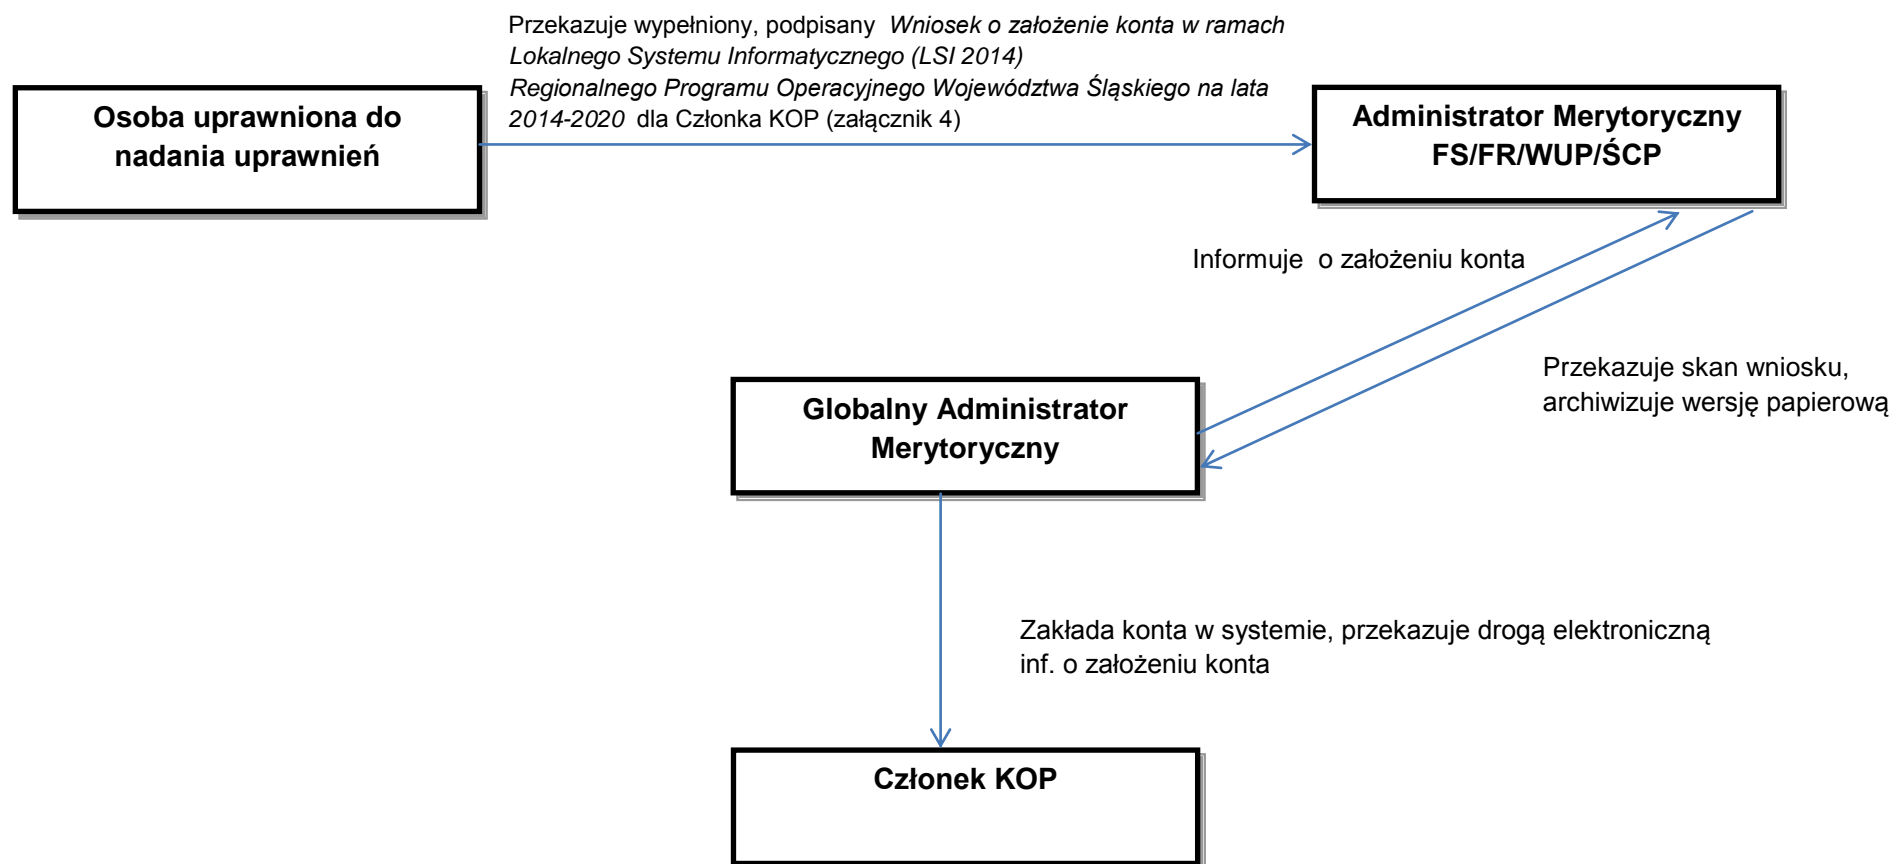 Przekazuje wypełniony, podpisany Wniosek o założenie konta w ramach
Lokalnego Systemu Informatycznego (LSI 2014)
Regionalnego Programu Operacyjnego Województwa Śląskiego na lata
2014-2020 dla Członka KOP (załącznik 4)
Osoba uprawniona do
nadania uprawnień
Administrator Merytoryczny
FS/FR/WUP/ŚCP
Informuje o założeniu konta
Przekazuje skan wniosku,
archiwizuje wersję papierową
Globalny Administrator
Merytoryczny
Zakłada konta w systemie, przekazuje drogą elektroniczną
inf. o założeniu konta
Członek KOP